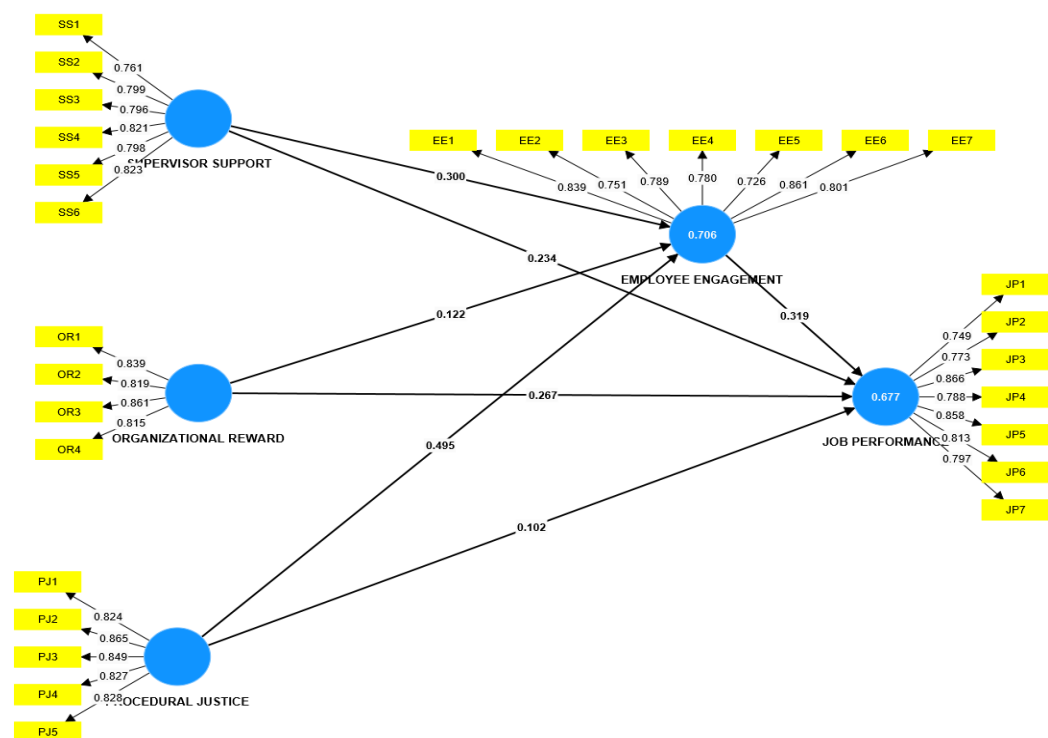 SS1
SS2
SS3
SS4
SS5
SS6
0.761
0.799
0.796
0.821
0.798
0.823
SUPERVISOR SUPPORT
EE1
EE2
EE3
EE4
EE5
EE6
EE7
0.839
0.751
0.789
0.780
0.726
0.861
0.801
0.706
EMPLOYEE ENGAGEMENT
0.300
0.234
0.122
0.319
0.267
0.495
0.102
OR1
OR2
OR3
OR4
0.839
0.819
0.861
0.815
ORGANIZATIONAL REWARD
JP1
JP2
JP3
JP4
JP5
JP6
JP7
0.749
0.773
0.866
0.788
0.858
0.813
0.797
0.677
JOB PERFORMANCE
PJ1
PJ2
PJ3
PJ4
PJ5
0.824
0.865
0.849
0.827
0.828
PROCEDURAL JUSTICE